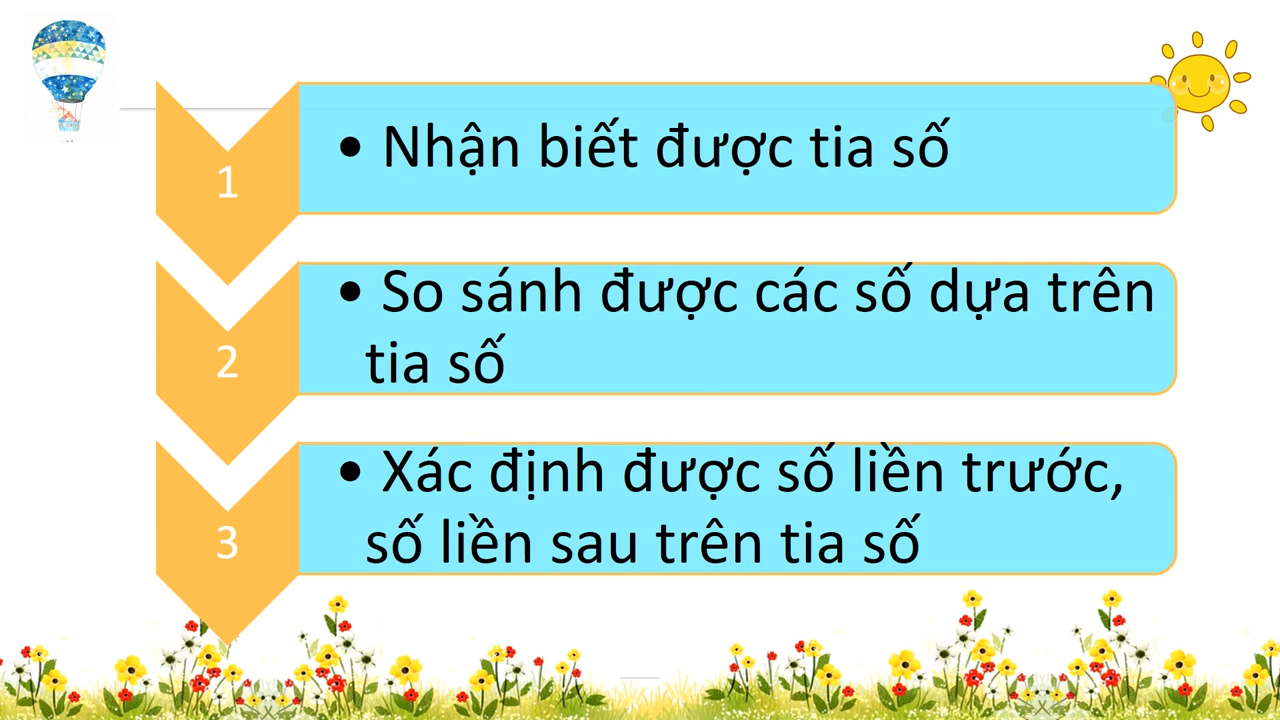 1
• Nhận biết được tia số
2
• So sánh được các số dựa trên
tia số
3
• Xác định được số liền trước,
số liền sau trên tia số